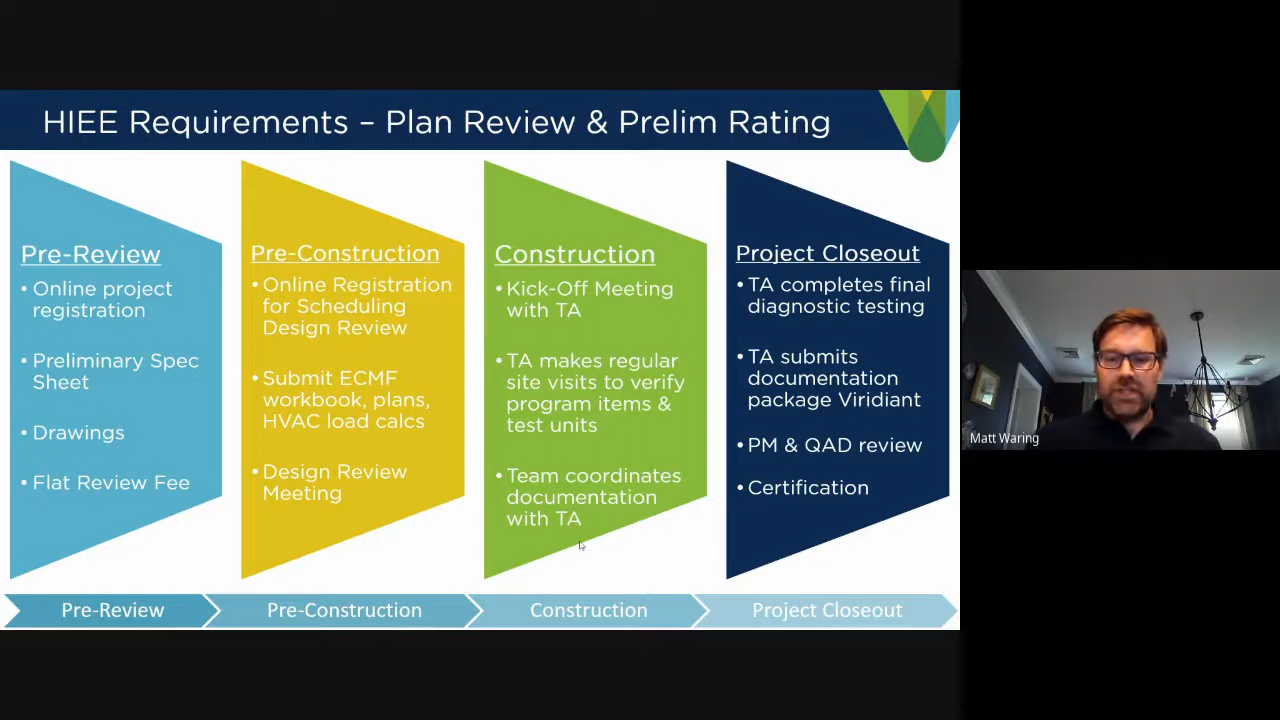 HIEE Requirements – Plan Review & Prelim Rating
Pre-Review
• Online project
registration
• Preliminary Spec
Sheet
• Drawings
• Flat Review Fee
Pre-Construction
• Online Registration
for Scheduling
Design Review
• Submit ECMF
workbook, plans,
HVAC load calcs
• Design Review
Meeting
Construction
• Kick-Off Meeting
with TA
• TA makes regular
site visits to verify
program items &
test units
• Team coordinates
documentation
with TA
Project Closeout
• TA completes final
diagnostic testing
• TA submits
documentation
package Viridiant
• PM & QAD review
• Certification
Matt Waring
Pre-Review
Pre-Construction
Construction
Project Closeout